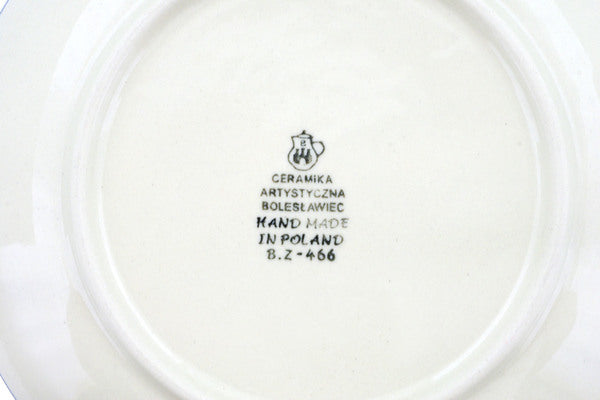 CERAMIKA
ARTYSTYCZNA
BOLESŁAWIEC
HAND MADE
IN POLAND
B.Z-466